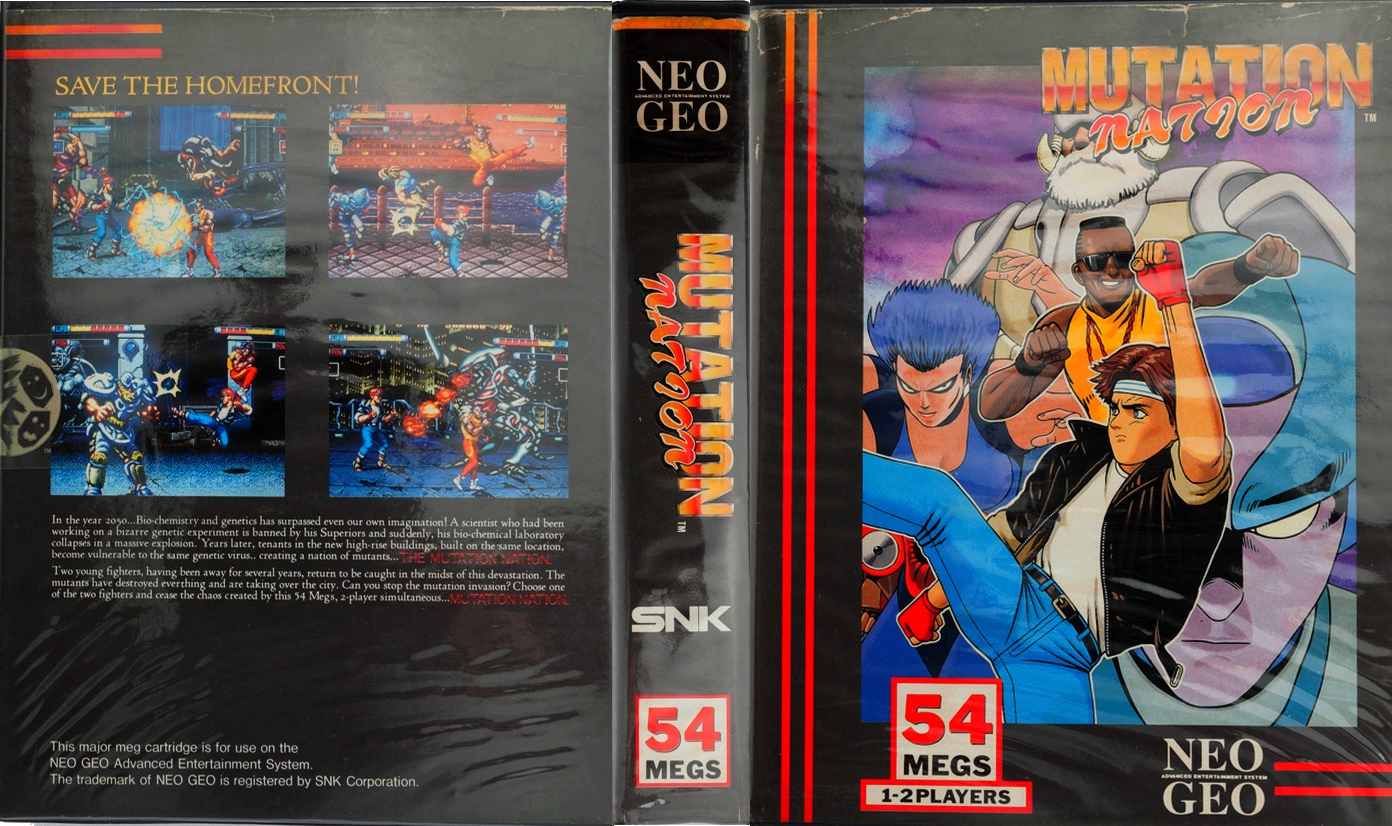 SAVE THE HOMEFRONT!
In the year 2050...Bio-chemistry and genetics has surpassed even our own imagination! A scientist who had been
working on a bizarre genetic experiment is banned by his Superiors and suddenly, his bio-chemical laboratory
collapses in a massive explosion. Years later, tenants in the new high-rise buildings, built on the same location,
become vulnerable to the same genetic virus.. creating a nation of mutants...THE MUTATION NATION.
Two young fighters, having been away for several years, return to be caught in the midst of this devastation. The
mutants have destroyed everthing and are taking over the city. Can you stop the mutation invasion? Choose one
of the two fighters and cease the chaos created by this 54 Megs, 2-player simultaneous...MUTATION NATION.
This major meg cartridge is for use on the
NEO GEO Advanced Entertainment System.
The trademark of NEO GEO is registered by SNK Corporation.
NEO
ADVANCED ENTERTAINMENT SYSTEM
GEO
MUTATION
NATION
TM
SNK
54
MEGS
MUTATION
NATION
TM
54
MEGS
1-2 PLAYERS
NEO
ADVANCED ENTERTAINMENT SYSTEM
GEO